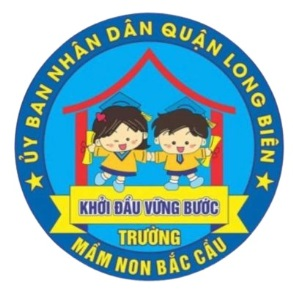 ỦY BAN NHÂN DÂN QUẬN LONG BIÊN
KHỞI ĐẦU VỮNG BƯỚC
TRƯỜNG
MẦM NON BẮC CẦU